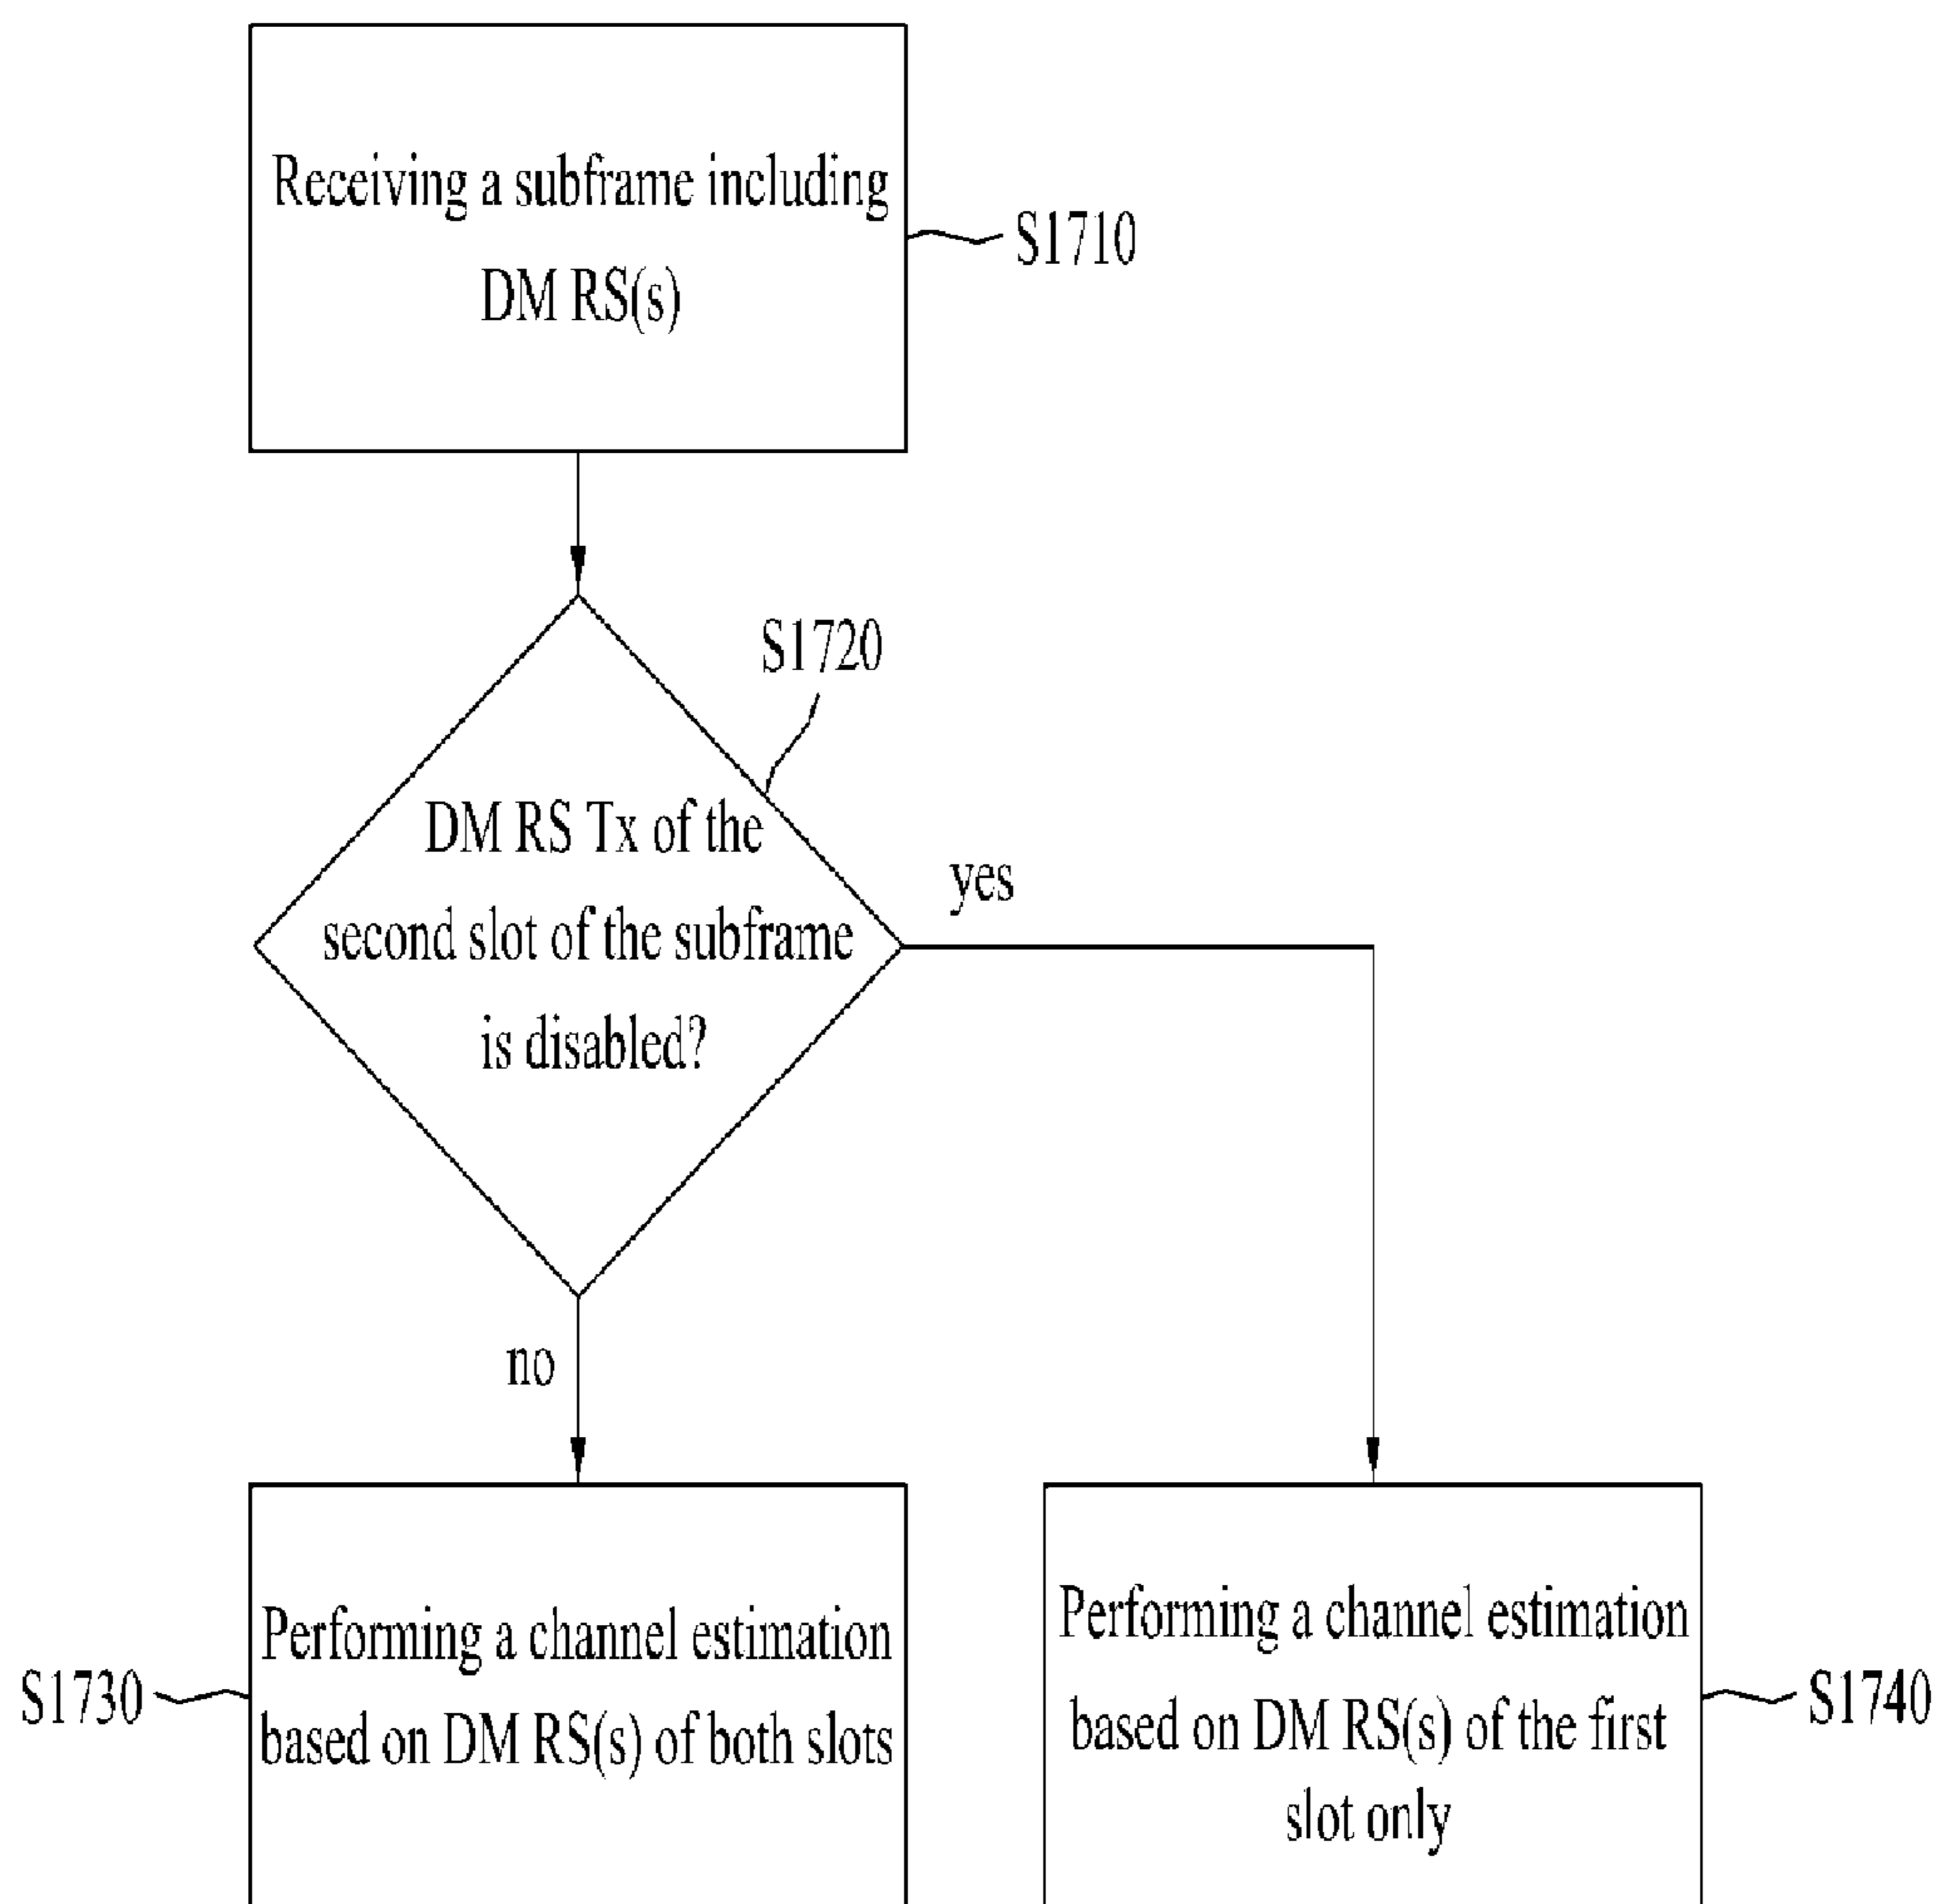 Receiving a subframe including
DM RS(s)
S1710
S1720
DM RS Tx of the
second slot of the subframe
is disabled?
yes
no
Performing a channel estimation
based on DM RS(s) of both slots
S1730
Performing a channel estimation
based on DM RS(s) of the first
slot only
S1740